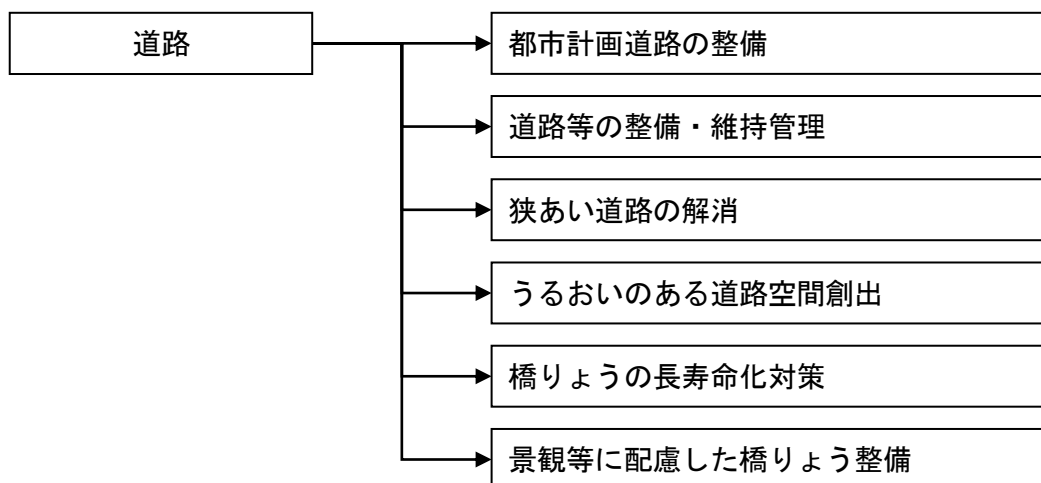 道路
都市計画道路の整備
道路等の整備・維持管理
狭あい道路の解消
うるおいのある道路空間創出
橋りょうの長寿命化対策
景観等に配慮した橋りょう整備